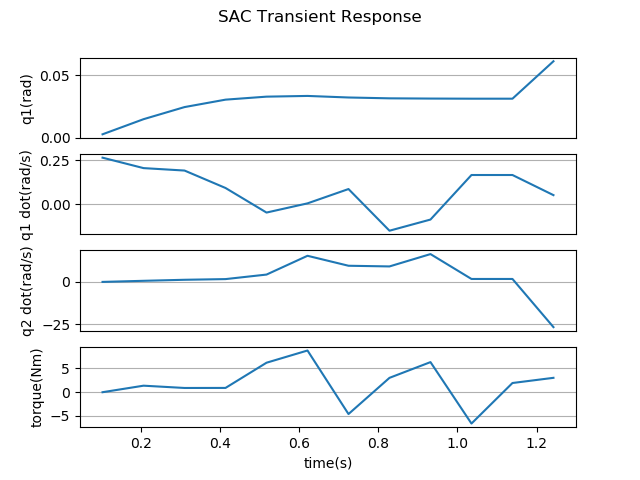 SAC Transient Response
q1(rad)
0.05
0.00
q1 dot(rad/s)
0.25
0.00
q2 dot(rad/s)
0
−25
torque(Nm)
5
0
−5
0.2 0.4 0.6 0.8 1.0 1.2
time(s)